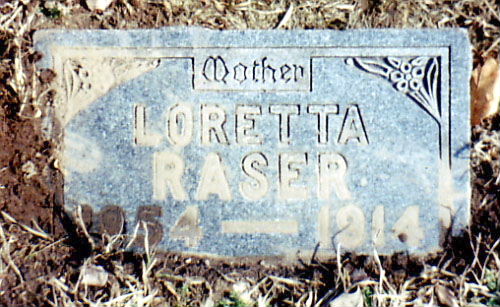 Mother
LORETTA
RASER
1854 — 1914